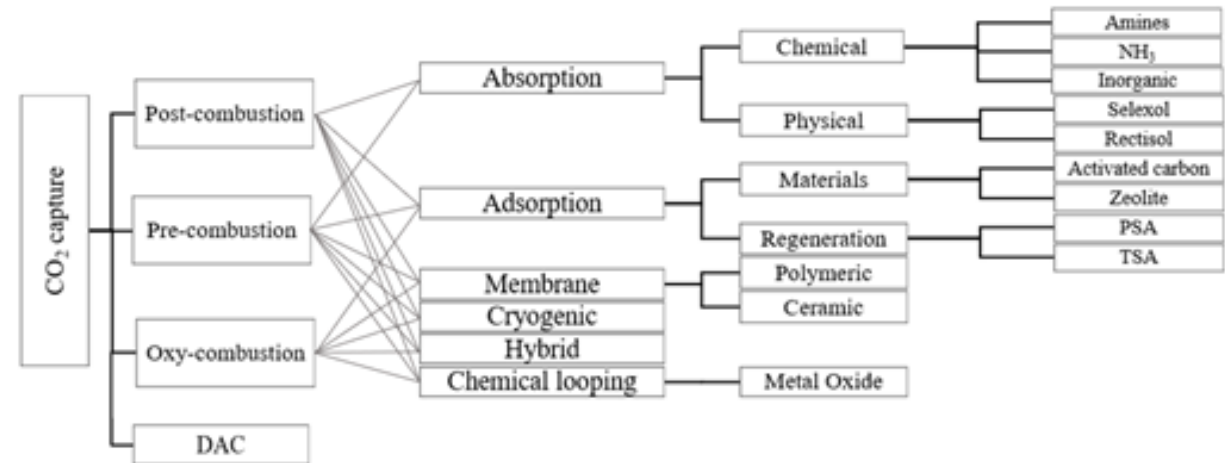 CO₂ capture
Post-combustion
Pre-combustion
Oxy-combustion
DAC
Absorption
Adsorption
Membrane
Cryogenic
Hybrid
Chemical looping
Chemical
Physical
Materials
Regeneration
Polymeric
Ceramic
Metal Oxide
Amines
NH₃
Inorganic
Selexol
Rectisol
Activated carbon
Zeolite
PSA
TSA